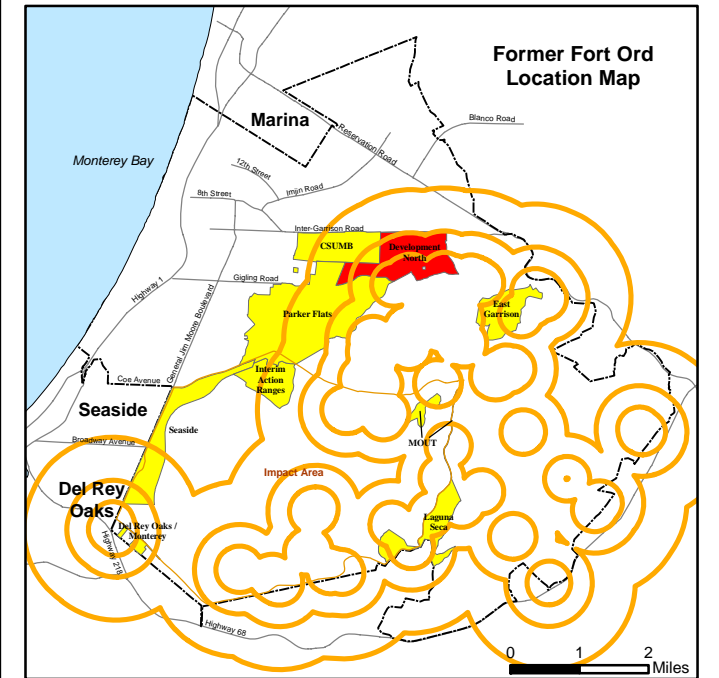 Former Fort Ord
Location Map
Marina
Blanco Road
Reservation Road
Monterey Bay
12th Street
Imjin Road
8th Street
Inter-Garrison Road
CSUMB
Development
North
Gigling Road
Highway 1
General Jim Moore Boulevard
Parker Flats
East
Garrison
Interim
Action
Ranges
Coe Avenue
Seaside
Seaside
Broadway Avenue
MOUT
Impact Area
Del Rey
Oaks
Del Rey Oaks /
Monterey
Laguna
Seca
Highway 218
Highway 68
0 1 2
Miles